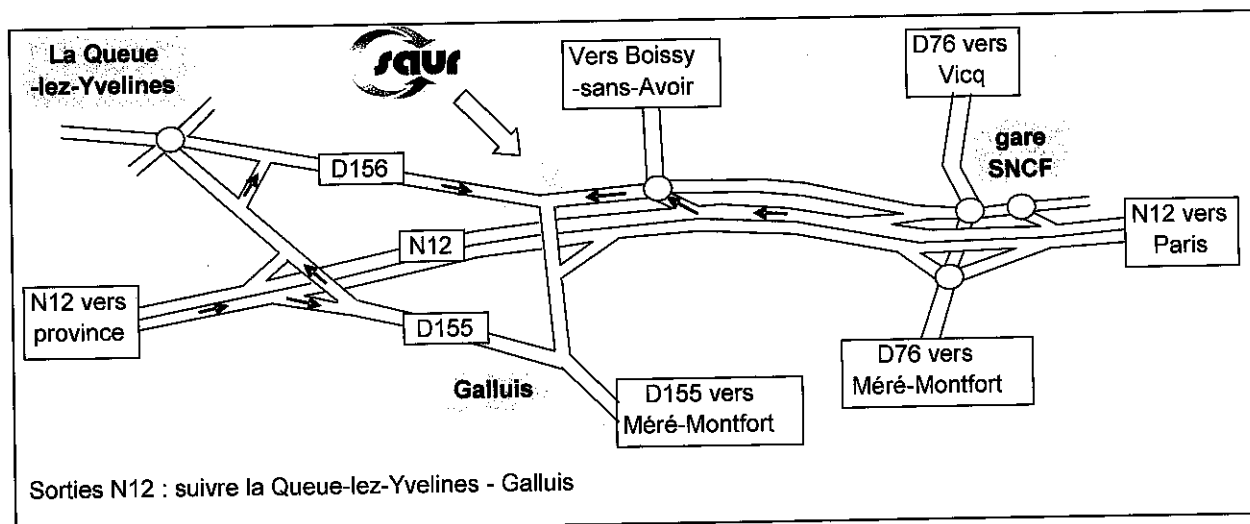 La Queue
-lez-Yvelines
saur
Vers Boissy
-sans-Avoir
D76 vers
Vicq
gare
SNCF
D156
N12
N12 vers
Paris
N12 vers
province
D155
Galluis
D155 vers
Méré-Montfort
D76 vers
Méré-Montfort
Sorties N12 : suivre la Queue-lez-Yvelines - Galluis